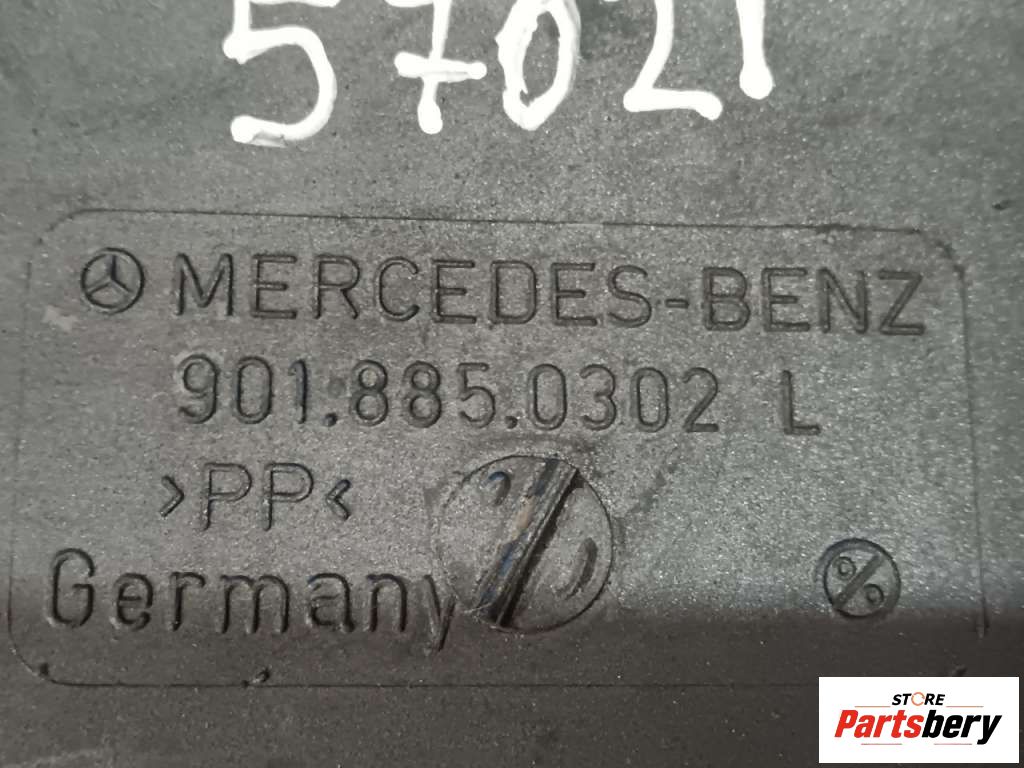 57021
MERCEDES-BENZ
901.885.0302 L
>PP<
Germany
STORE
Partsbery